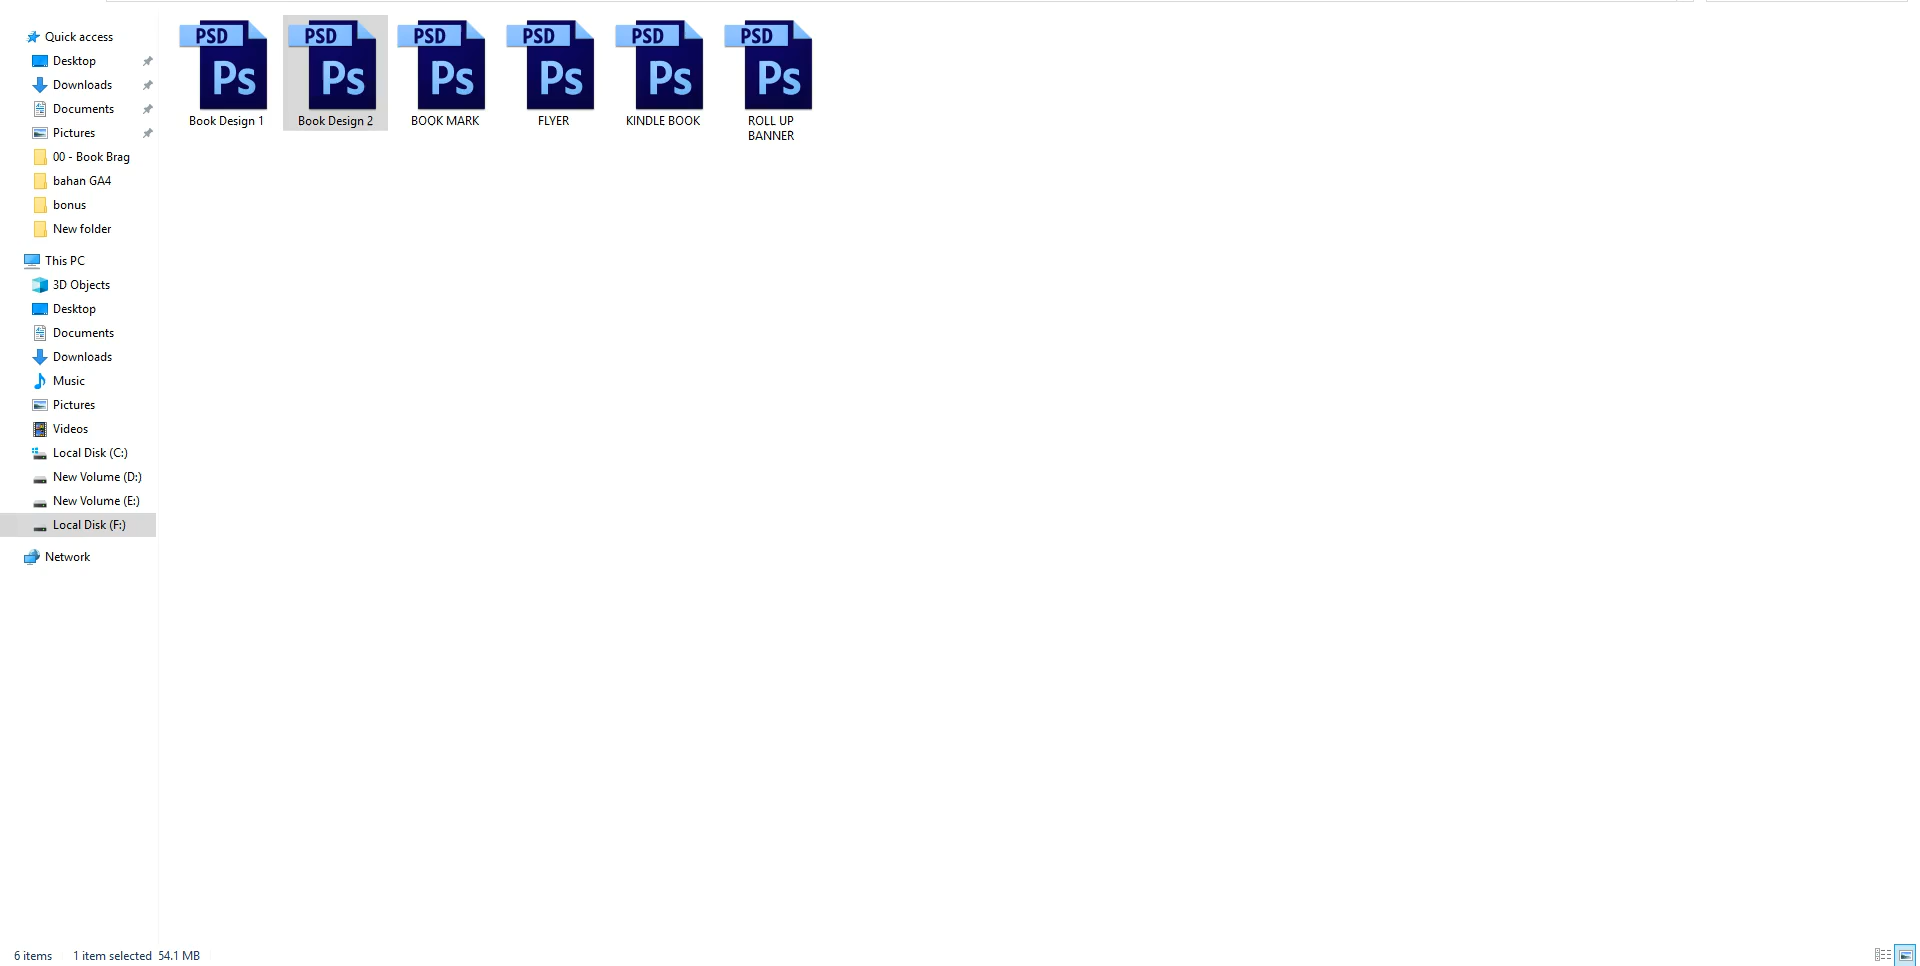 Quick access
Desktop
Downloads
Documents
Pictures
00 - Book Brag
bahan GA4
bonus
New folder
This PC
3D Objects
Desktop
Documents
Downloads
Music
Pictures
Videos
Local Disk (C:)
New Volume (D:)
New Volume (E:)
Local Disk (F:)
Network
PSD PSD PSD PSD PSD PSD
Ps Ps Ps Ps Ps Ps
Book Design 1 Book Design 2 BOOK MARK FLYER KINDLE BOOK ROLL UP
BANNER
6 items 1 item selected 54.1 MB